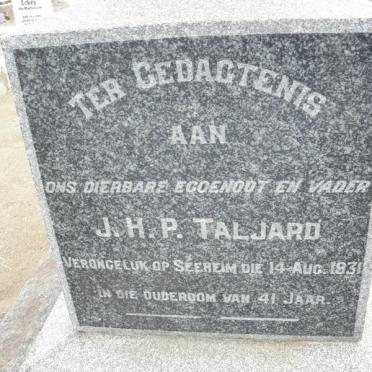 TER GEDAGTENIS
AAN
ONS DIERBARE EGGENOOT EN VADER
J. H. P. TALJARD
VERONGELUK OP SEEHEIM DIE 14-AUG. 1931
IN DIE OUDERDOM VAN 41 JAAR.